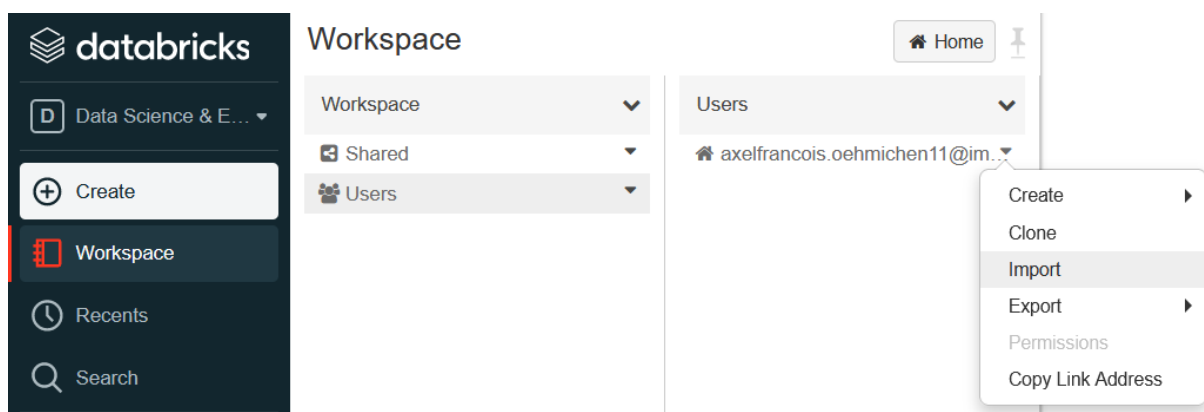 databricks
D Data Science & E...
Create
Workspace
Recents
Search
Workspace
Home
Workspace
Shared
Users
Users
axelfrancois.oehmichen11@im...
Create
Clone
Import
Export
Permissions
Copy Link Address